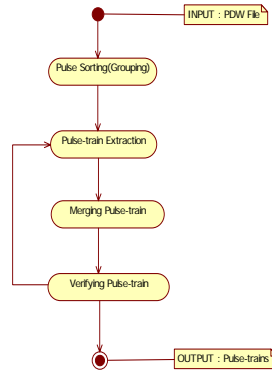 INPUT : PDW File
Pulse Sorting(Grouping)
Pulse-train Extraction
Merging Pulse-train
Verifying Pulse-train
OUTPUT : Pulse-trains